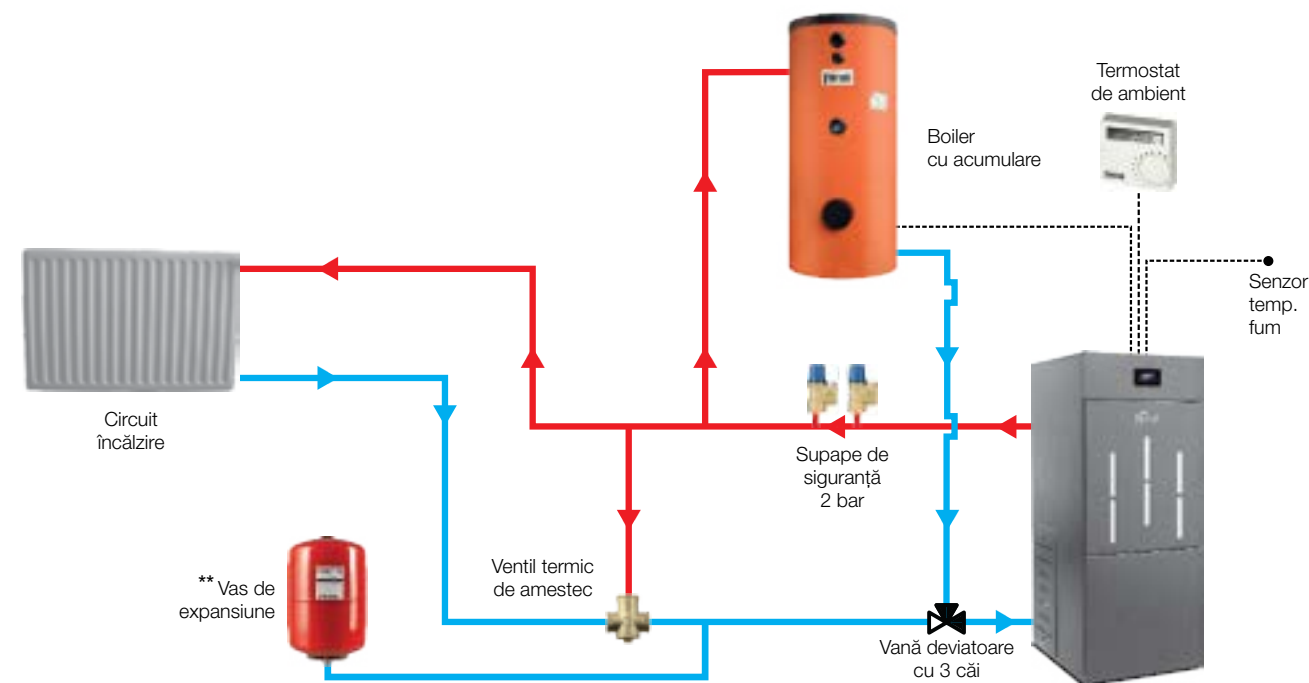 Termostat
de ambient
Boiler
cu acumulare
Senzor
temp.
fum
Circuit
încălzire
Supape de
siguranță
2 bar
Ventil termic
de amestec
** Vas de
expansiune
Vană deviatoare
cu 3 căi